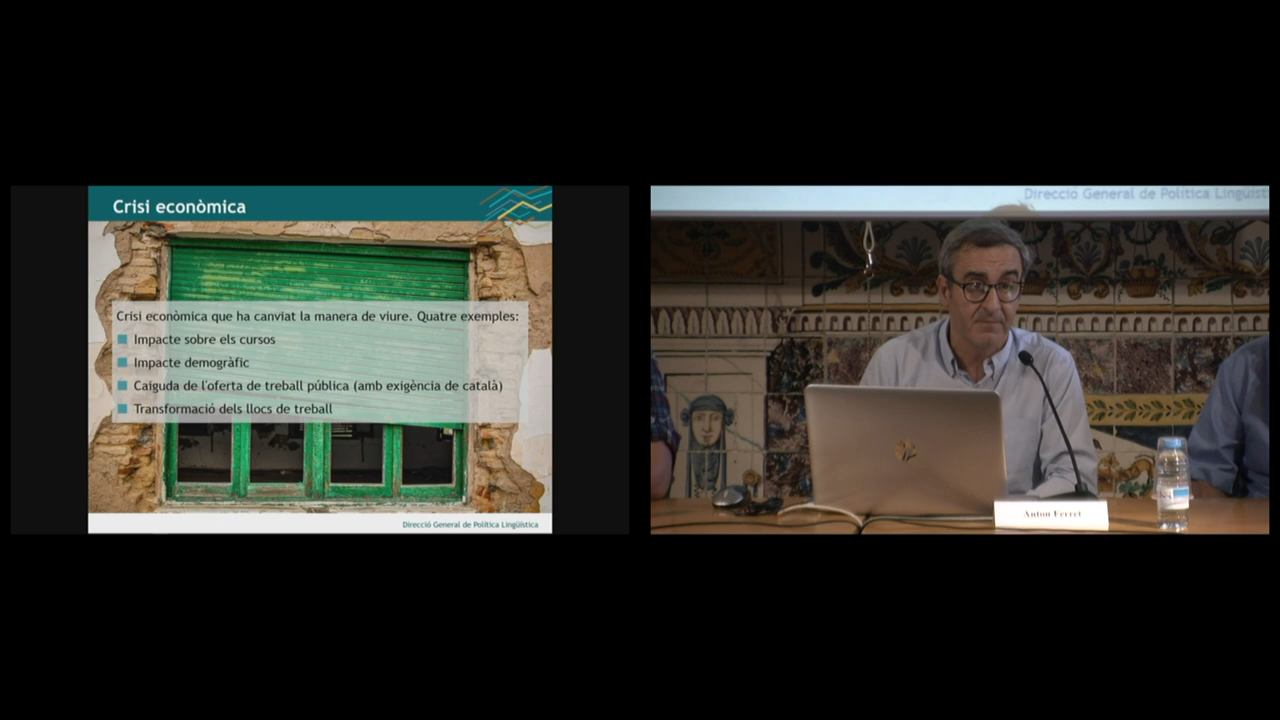 Crisi econòmica
Crisi econòmica que ha canviat la manera de viure. Quatre exemples:
Impacte sobre els cursos
Impacte demogràfic
Caiguda de l'oferta de treball pública (amb exigència de català)
Transformació dels llocs de treball
Direcció General de Política Lingüística
Direcció General de Política Lingüíst
Anton Ferret